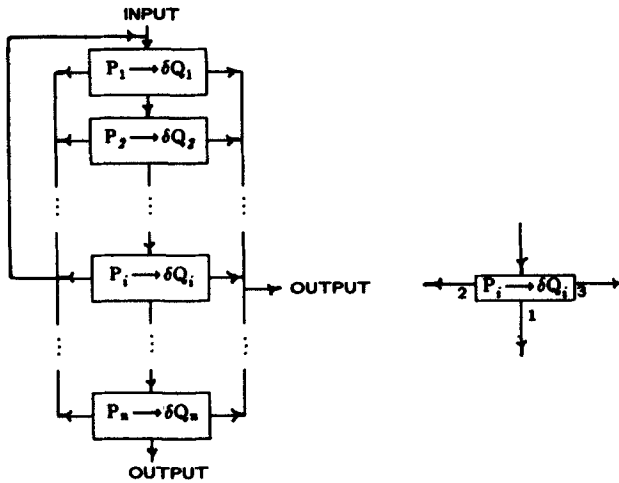 INPUT
P₁ → δQ₁
P₂ → δQ₂
⋮ ⋮ ⋮
Pᵢ → δQᵢ
OUTPUT
⋮ ⋮ ⋮
Pₙ → δQₙ
OUTPUT
2 Pᵢ → δQᵢ 3
1